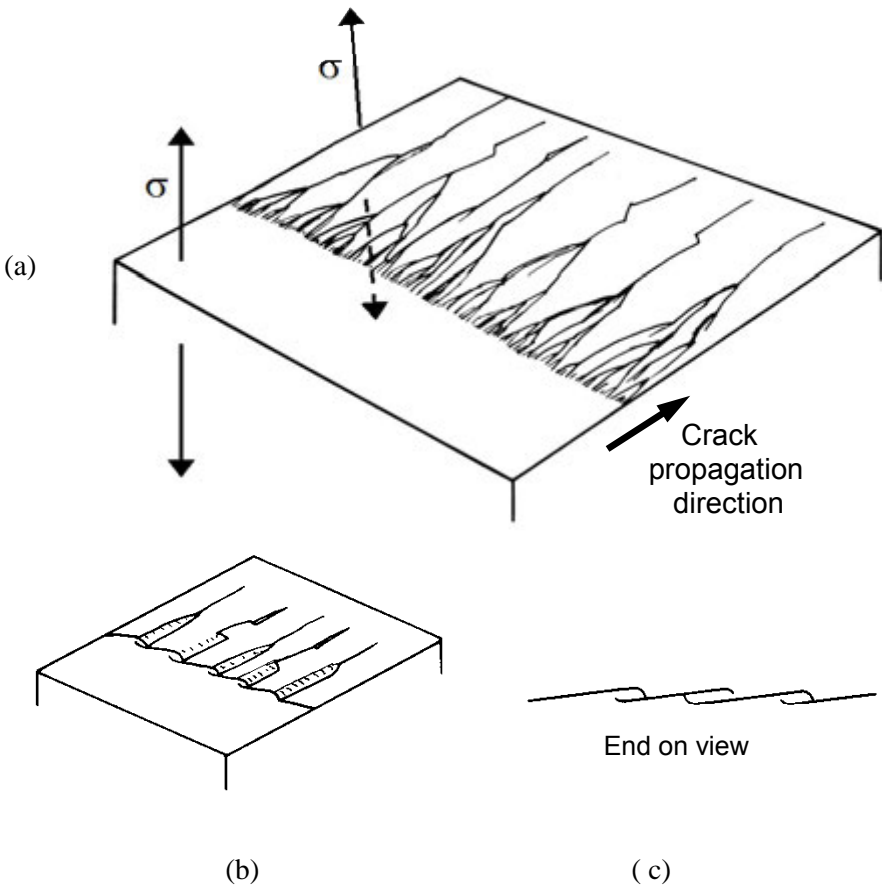 σ
σ
(a)
Crack
propagation
direction
End on view
(b)
( c)